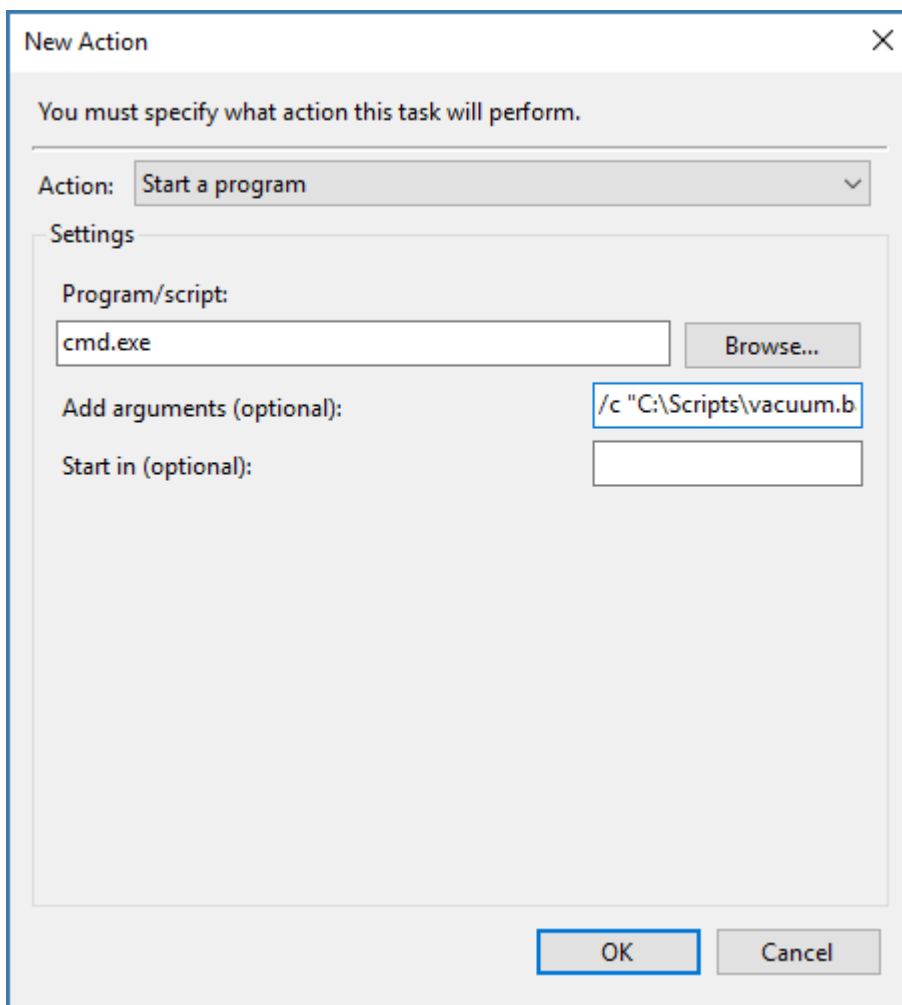 New Action
You must specify what action this task will perform.
Action: Start a program
Settings
Program/script:
cmd.exe Browse...
Add arguments (optional): /c "C:\Scripts\vacuum.b
Start in (optional):
OK Cancel